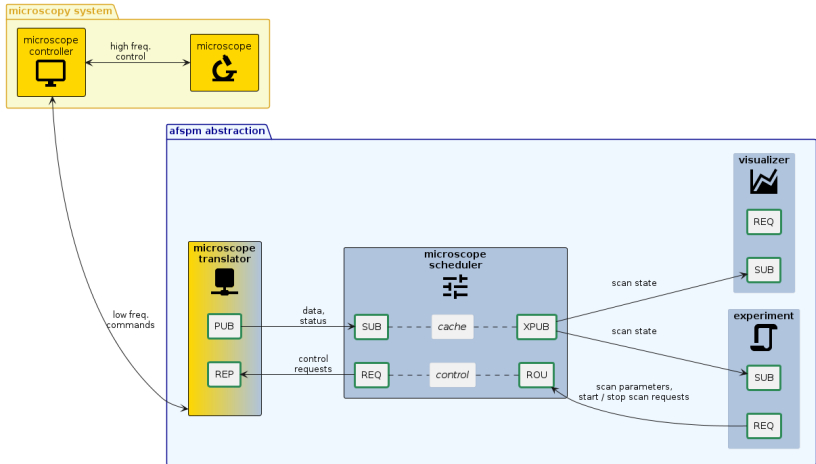 microscopy system
microscope
controller
high freq.
control
microscope
afspm abstraction
visualizer
REQ
SUB
microscope
translator
PUB
REP
low freq.
commands
data,
status
control
requests
microscope
scheduler
SUB
cache
XPUB
REQ
control
ROU
scan state
scan state
scan parameters,
start / stop scan requests
experiment
SUB
REQ